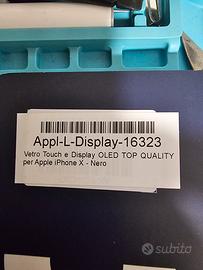 Appl-L-Display-16323
Vetro Touch e Display OLED TOP QUALITY
per Apple iPhone X - Nero
subito